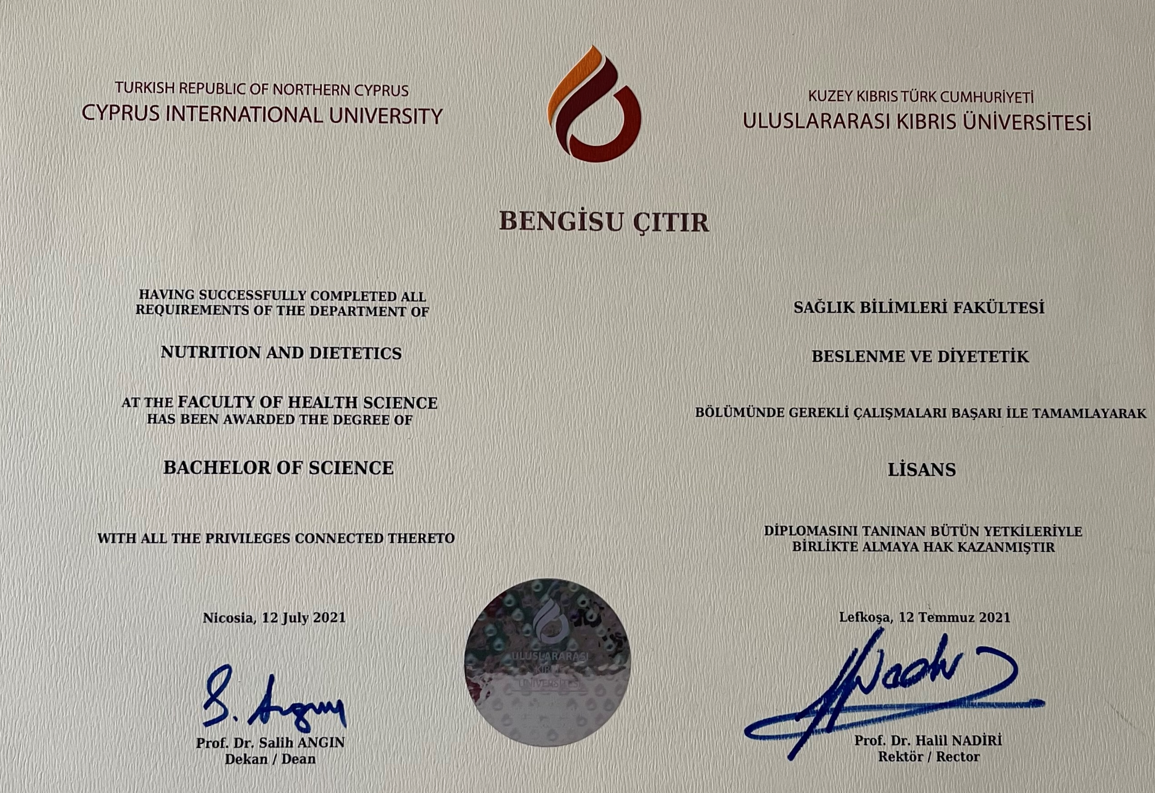 TURKISH REPUBLIC OF NORTHERN CYPRUS
CYPRUS INTERNATIONAL UNIVERSITY
KUZEY KIBRIS TÜRK CUMHURİYETİ
ULUSLARARASI KIBRIS ÜNİVERSİTESİ
BENGİSU ÇITIR
HAVING SUCCESSFULLY COMPLETED ALL
REQUIREMENTS OF THE DEPARTMENT OF
NUTRITION AND DIETETICS
AT THE FACULTY OF HEALTH SCIENCE
HAS BEEN AWARDED THE DEGREE OF
BACHELOR OF SCIENCE
WITH ALL THE PRIVILEGES CONNECTED THERETO
Nicosia, 12 July 2021
S. Angın
Prof. Dr. Salih ANGIN
Dekan / Dean
SAĞLIK BİLİMLERİ FAKÜLTESİ
BESLENME VE DİYETETİK
BÖLÜMÜNDE GEREKLİ ÇALIŞMALARI BAŞARI İLE TAMAMLAYARAK
LİSANS
DİPLOMASINI TANINAN BÜTÜN YETKİLERİYLE
BİRLİKTE ALMAYA HAK KAZANMIŞTIR
Lefkoşa, 12 Temmuz 2021
Prof. Dr. Halil NADİRİ
Rektör / Rector
ULUSLARARASI